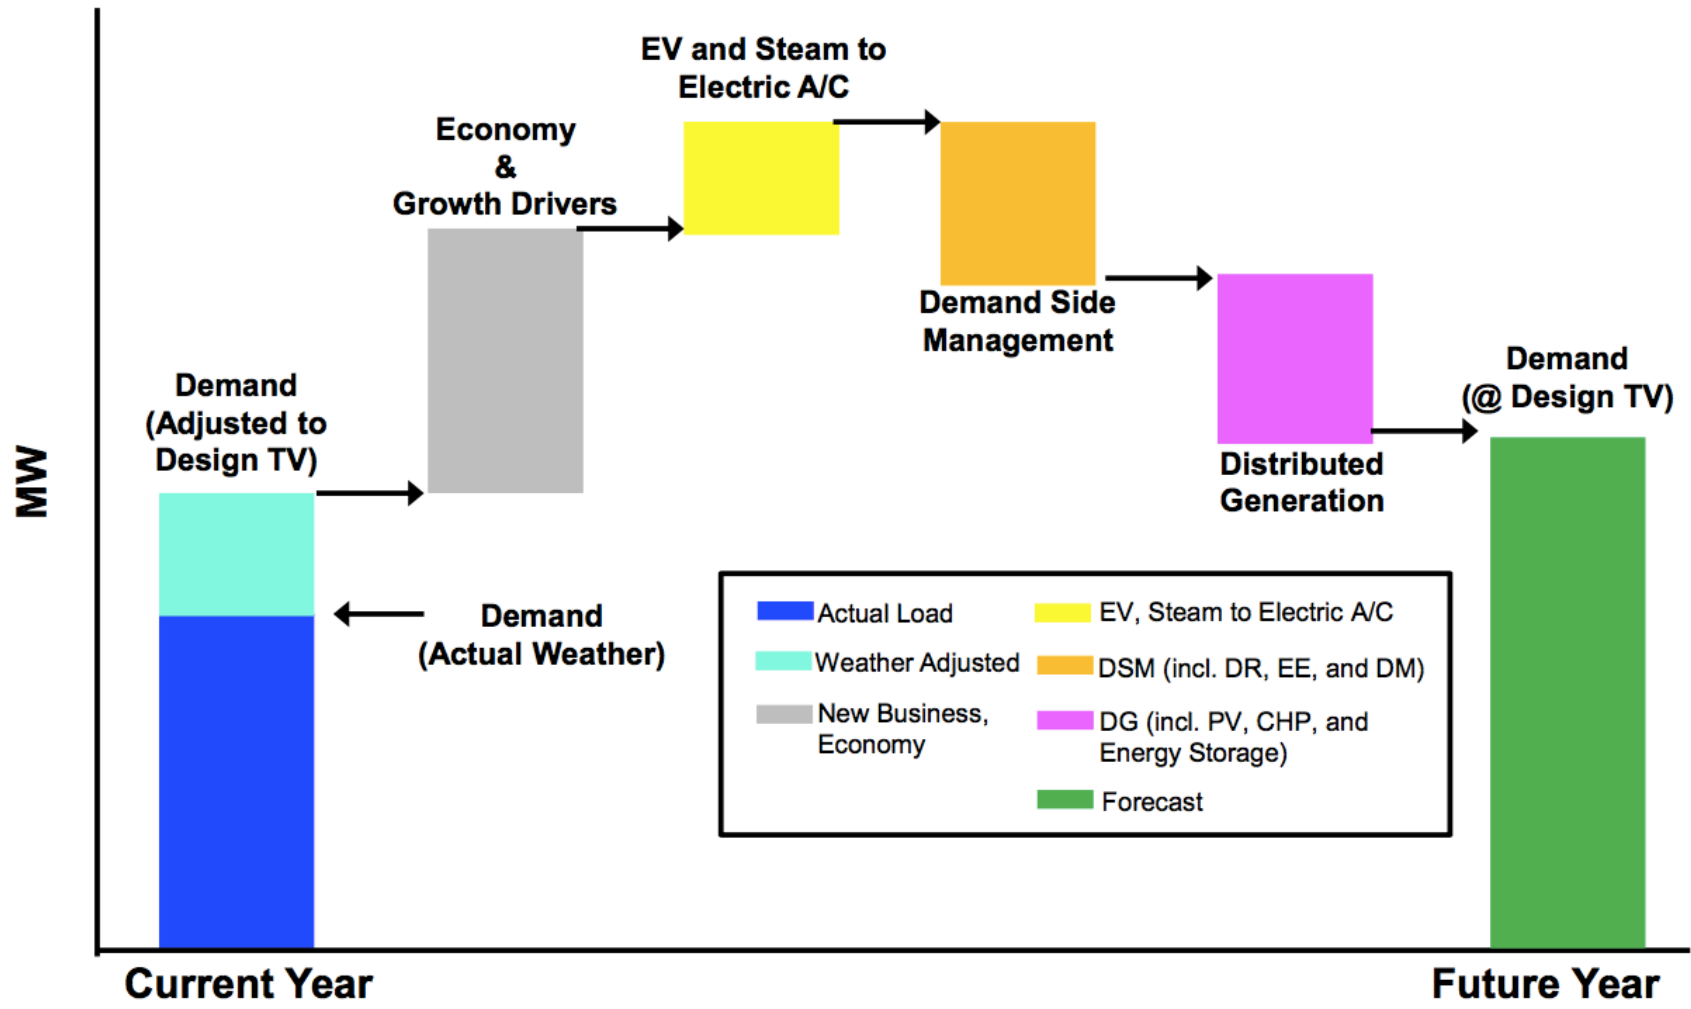 EV and Steam to
Electric A/C
Economy
&
Growth Drivers
Demand Side
Management
Demand
(Adjusted to
Design TV)
Demand
(@ Design TV)
Distributed
Generation
MW
Demand
(Actual Weather)
Actual Load
Weather Adjusted
New Business,
Economy
EV, Steam to Electric A/C
DSM (incl. DR, EE, and DM)
DG (incl. PV, CHP, and
Energy Storage)
Forecast
Current Year
Future Year